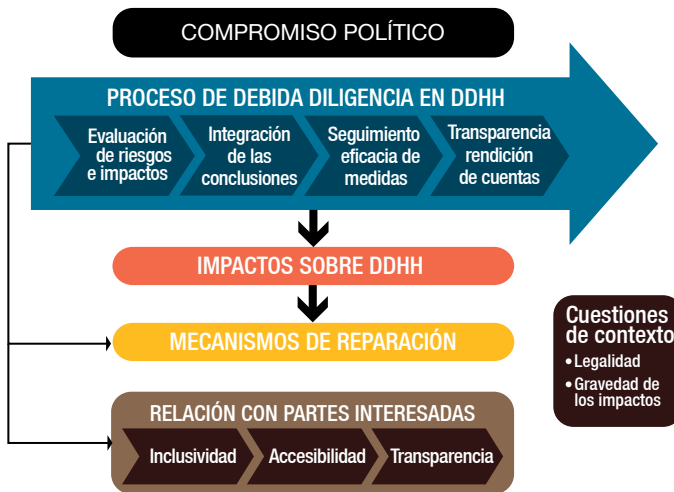 COMPROMISO POLÍTICO
PROCESO DE DEBIDA DILIGENCIA EN DDHH
Evaluación
de riesgos
e impactos
Integración
de las
conclusiones
Seguimiento
eficacia de
medidas
Transparencia
rendición
de cuentas
IMPACTOS SOBRE DDHH
MECANISMOS DE REPARACIÓN
Cuestiones
de contexto
• Legalidad
• Gravedad de
los impactos
RELACIÓN CON PARTES INTERESADAS
Inclusividad
Accesibilidad
Transparencia